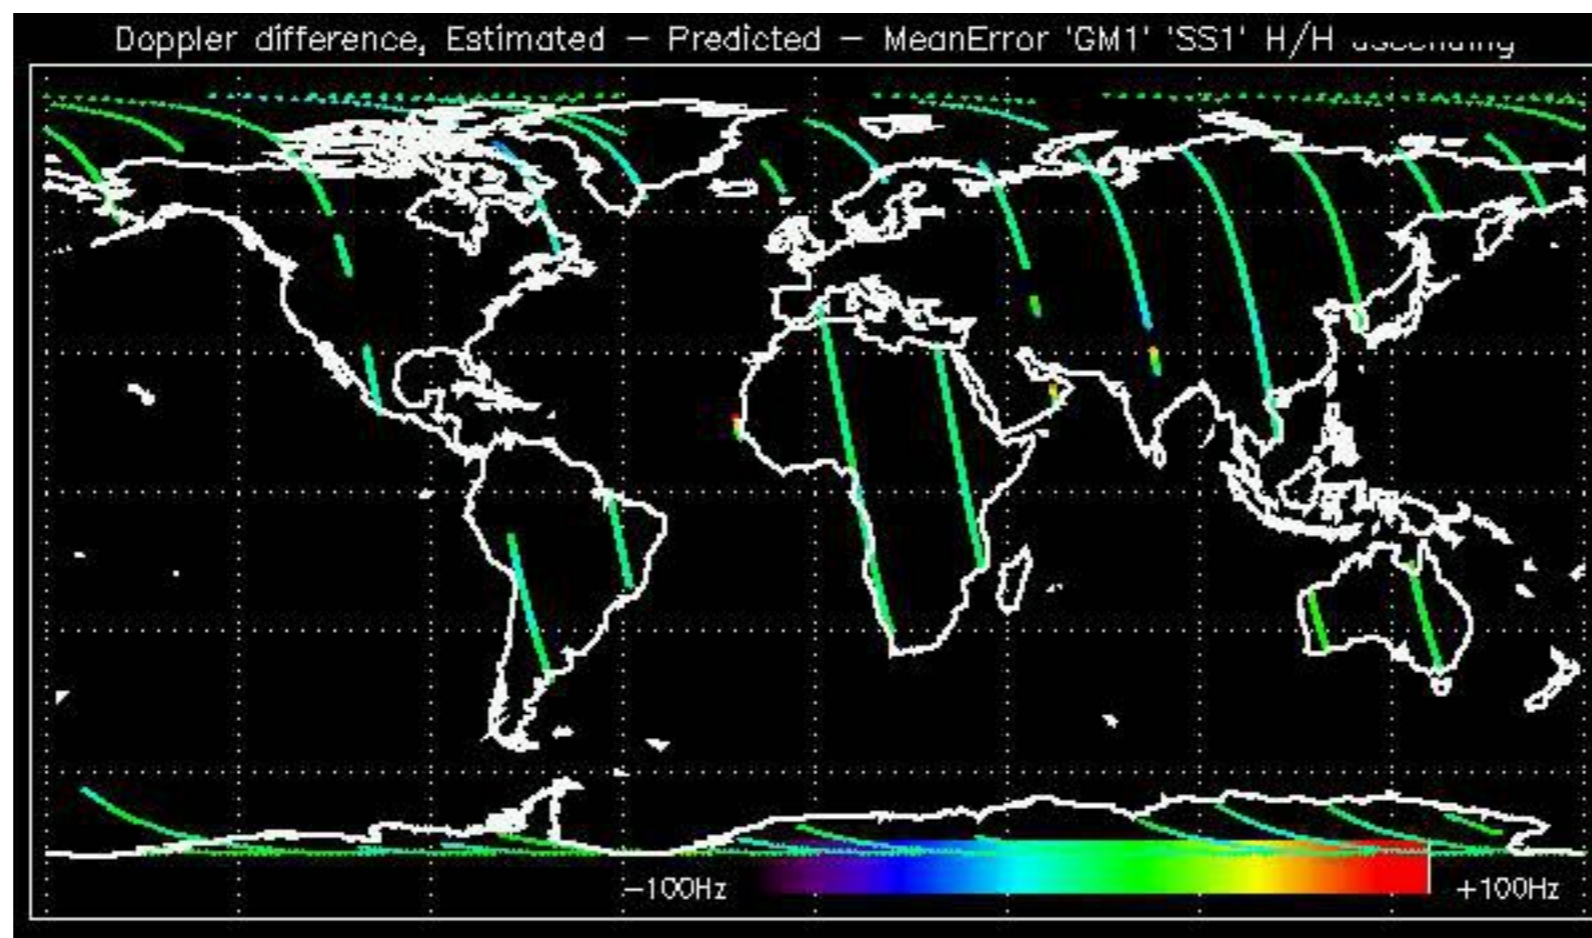 Doppler difference, Estimated – Predicted – MeanError 'GM1' 'SS1' H/H
-100Hz +100Hz